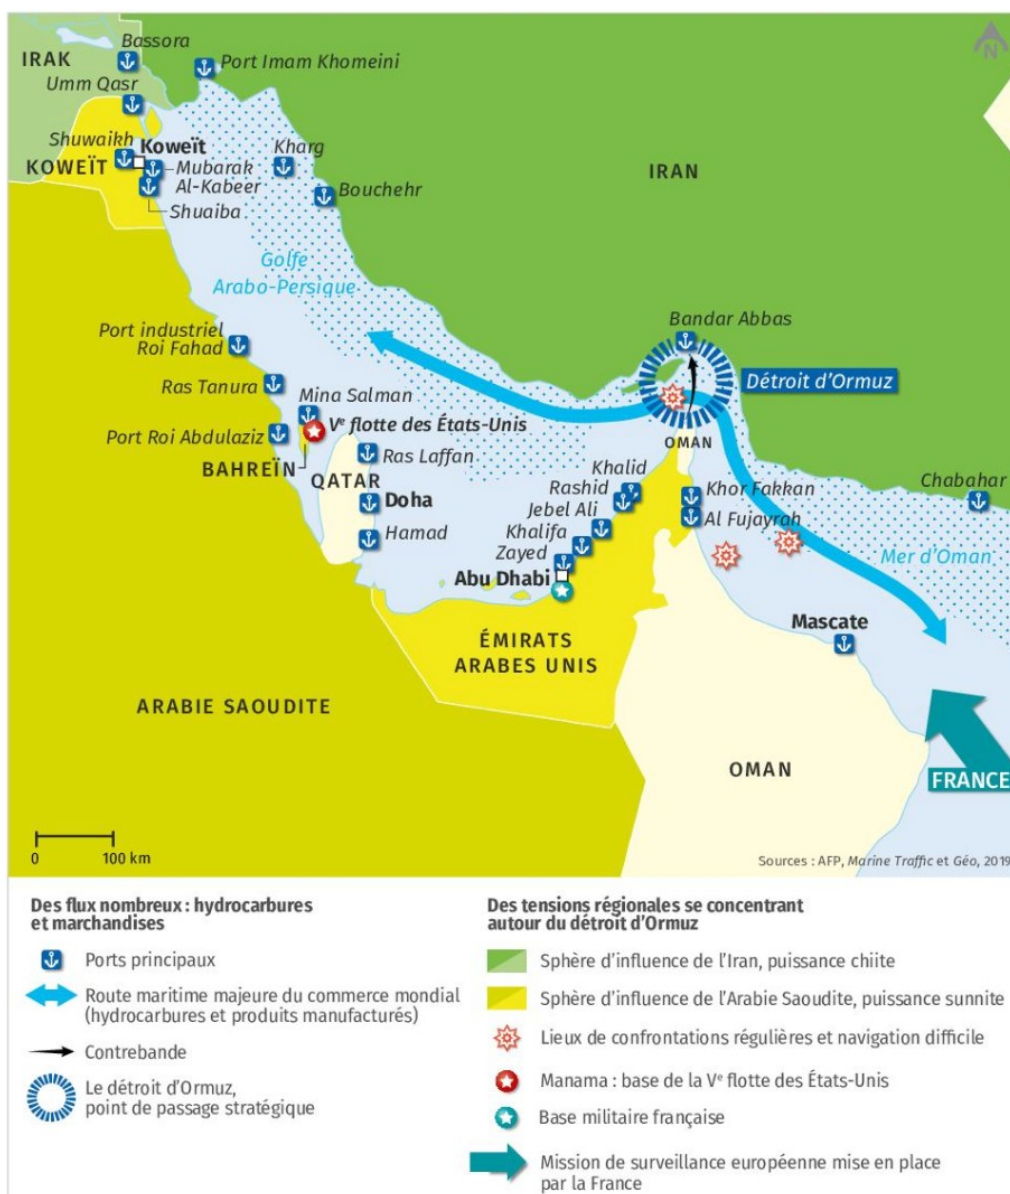 Bassora
IRAK
Port Imam Khomeini
Umm Qasr
N
Shuwaikh
Koweït
KOWEÏT
Mubarak
Al-Kabeer
Shuaiba
Kharg
Bouchehr
IRAN
Golfe
Arabo-Persique
Bandar Abbas
Détroit d'Ormuz
Port industriel
Roi Fahad
Ras Tanura
Mina Salman
Vᵉ flotte des États-Unis
Port Roi Abdulaziz
BAHREÏN
QATAR
Ras Laffan
Doha
Hamad
OMAN
Khalid
Rashid
Jebel Ali
Khalifa
Zayed
Abu Dhabi
Khor Fakkan
Al Fujayrah
Chabahar
Mer d'Oman
Mascate
ÉMIRATS
ARABES UNIS
ARABIE SAOUDITE
OMAN
FRANCE
0 100 km
Sources : AFP, Marine Traffic et Géo, 2019
Des flux nombreux : hydrocarbures
et marchandises
Ports principaux
Route maritime majeure du commerce mondial
(hydrocarbures et produits manufacturés)
Contrebande
Le détroit d'Ormuz,
point de passage stratégique
Des tensions régionales se concentrant
autour du détroit d'Ormuz
Sphère d'influence de l'Iran, puissance chiite
Sphère d'influence de l'Arabie Saoudite, puissance sunnite
Lieux de confrontations régulières et navigation difficile
Manama : base de la Vᵉ flotte des États-Unis
Base militaire française
Mission de surveillance européenne mise en place
par la France